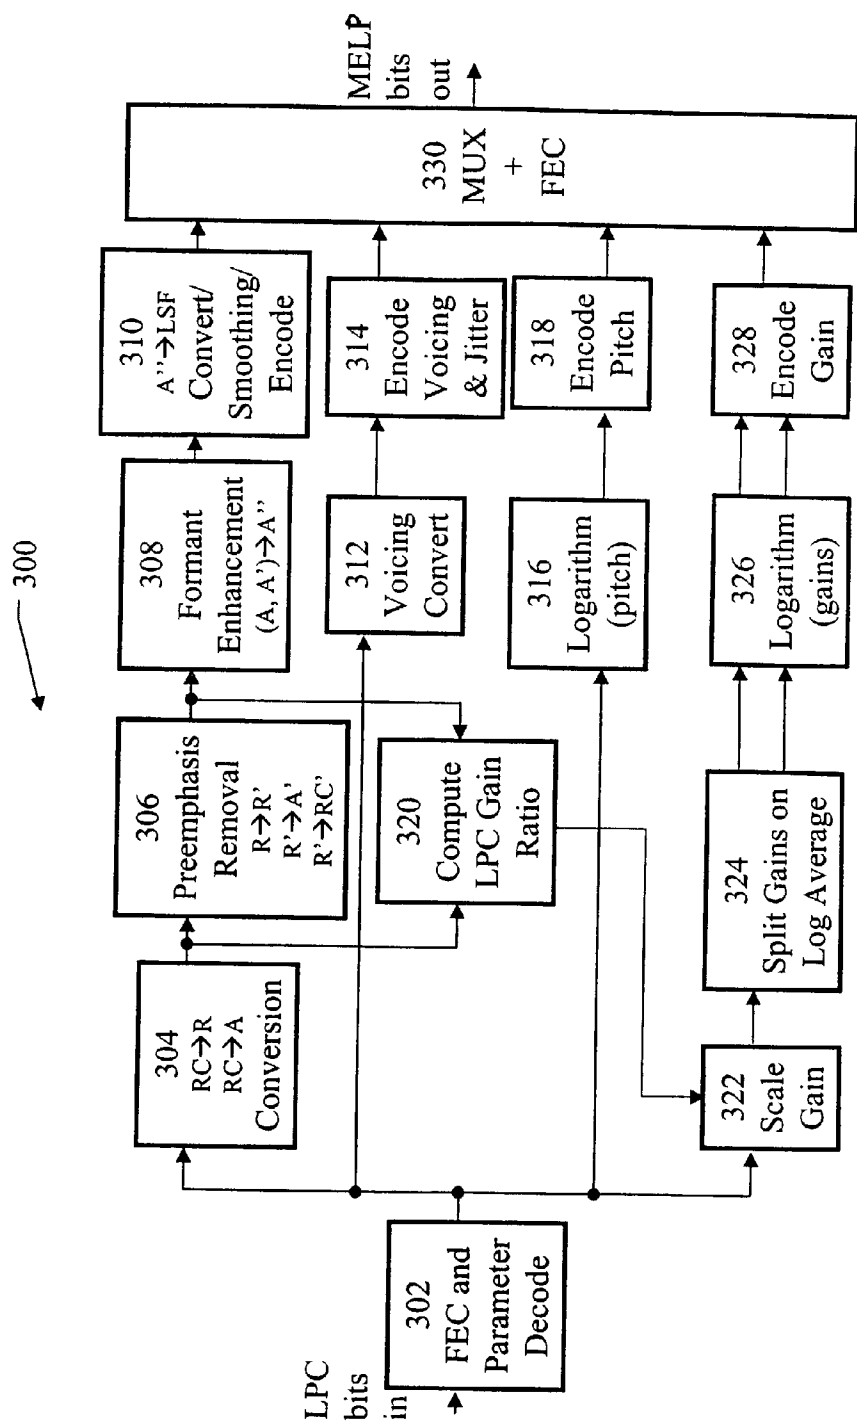 300
LPC
bits
in
302
FEC and
Parameter
Decode
304
RC→R
RC→A
Conversion
306
Preemphasis
Removal
R→R'
R'→A'
R'→RC'
308
Formant
Enhancement
(A, A')→A''
310
A''→LSF
Convert/
Smoothing/
Encode
312
Voicing
Convert
314
Encode
Voicing
& Jitter
316
Logarithm
(pitch)
318
Encode
Pitch
320
Compute
LPC Gain
Ratio
322
Scale
Gain
324
Split Gains on
Log Average
326
Logarithm
(gains)
328
Encode
Gain
330
MUX
+
FEC
MELP
bits
out